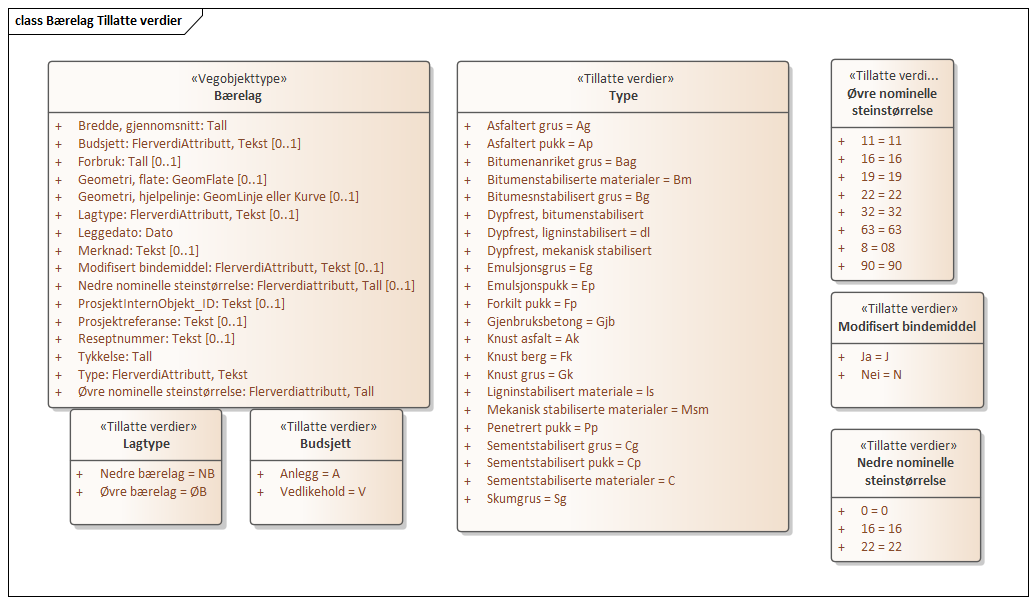 class Bærelag Tillatte verdier
«Vegobjekttype»
Bærelag
+ Bredde, gjennomsnitt: Tall
+ Budsjett: FlerverdiAttributt, Tekst [0..1]
+ Forbruk: Tall [0..1]
+ Geometri, flate: GeomFlate [0..1]
+ Geometri, hjelpelinje: GeomLinje eller Kurve [0..1]
+ Lagtype: FlerverdiAttributt, Tekst [0..1]
+ Leggedato: Dato
+ Merknad: Tekst [0..1]
+ Modifisert bindemiddel: FlerverdiAttributt, Tekst [0..1]
+ Nedre nominelle steinstørrelse: Flerverdiattributt, Tall [0..1]
+ ProsjektInternObjekt_ID: Tekst [0..1]
+ Prosjektreferanse: Tekst [0..1]
+ Reseptnummer: Tekst [0..1]
+ Tykkelse: Tall
+ Type: FlerverdiAttributt, Tekst
+ Øvre nominelle steinstørrelse: Flerverdiattributt, Tall
«Tillatte verdier»
Lagtype
+ Nedre bærelag = NB
+ Øvre bærelag = ØB
«Tillatte verdier»
Budsjett
+ Anlegg = A
+ Vedlikehold = V
«Tillatte verdier»
Type
+ Asfaltert grus = Ag
+ Asfaltert pukk = Ap
+ Bitumenanriket grus = Bag
+ Bitumenstabiliserte materialer = Bm
+ Bitumesnstabilisert grus = Bg
+ Dypfrest, bitumenstabilisert
+ Dypfrest, ligninstabilisert = dl
+ Dypfrest, mekanisk stabilisert
+ Emulsjonsgrus = Eg
+ Emulsjonspukk = Ep
+ Forkilt pukk = Fp
+ Gjenbruksbetong = Gjb
+ Knust asfalt = Ak
+ Knust berg = Fk
+ Knust grus = Gk
+ Ligninstabilisert materiale = ls
+ Mekanisk stabiliserte materialer = Msm
+ Penetrert pukk = Pp
+ Sementstabilisert grus = Cg
+ Sementstabilisert pukk = Cp
+ Sementstabiliserte materialer = C
+ Skumgrus = Sg
«Tillatte verdi...
Øvre nominelle
steinstørrelse
+ 11 = 11
+ 16 = 16
+ 19 = 19
+ 22 = 22
+ 32 = 32
+ 63 = 63
+ 8 = 08
+ 90 = 90
«Tillatte verdier»
Modifisert bindemiddel
+ Ja = J
+ Nei = N
«Tillatte verdier»
Nedre nominelle
steinstørrelse
+ 0 = 0
+ 16 = 16
+ 22 = 22